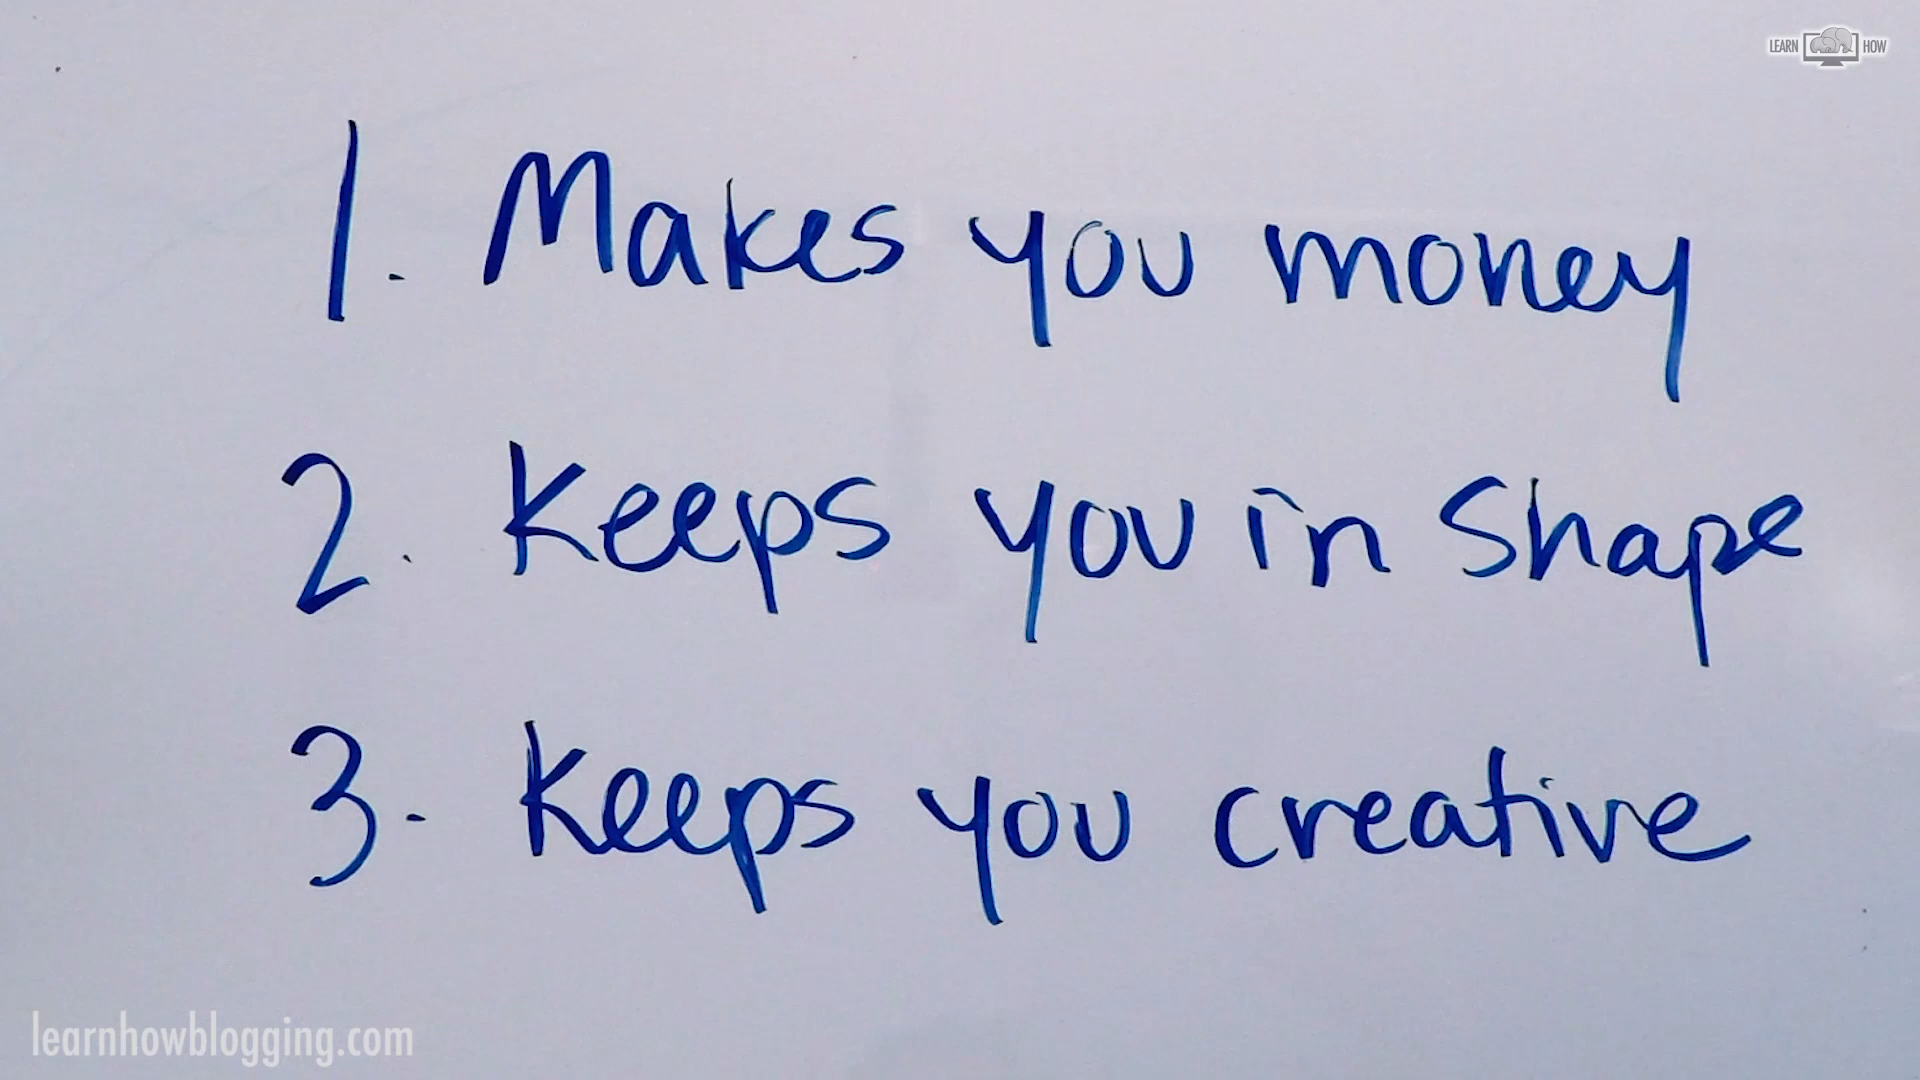 LEARN HOW
1. Makes you money
2. Keeps you in shape
3. Keeps you creative
learnhowblogging.com